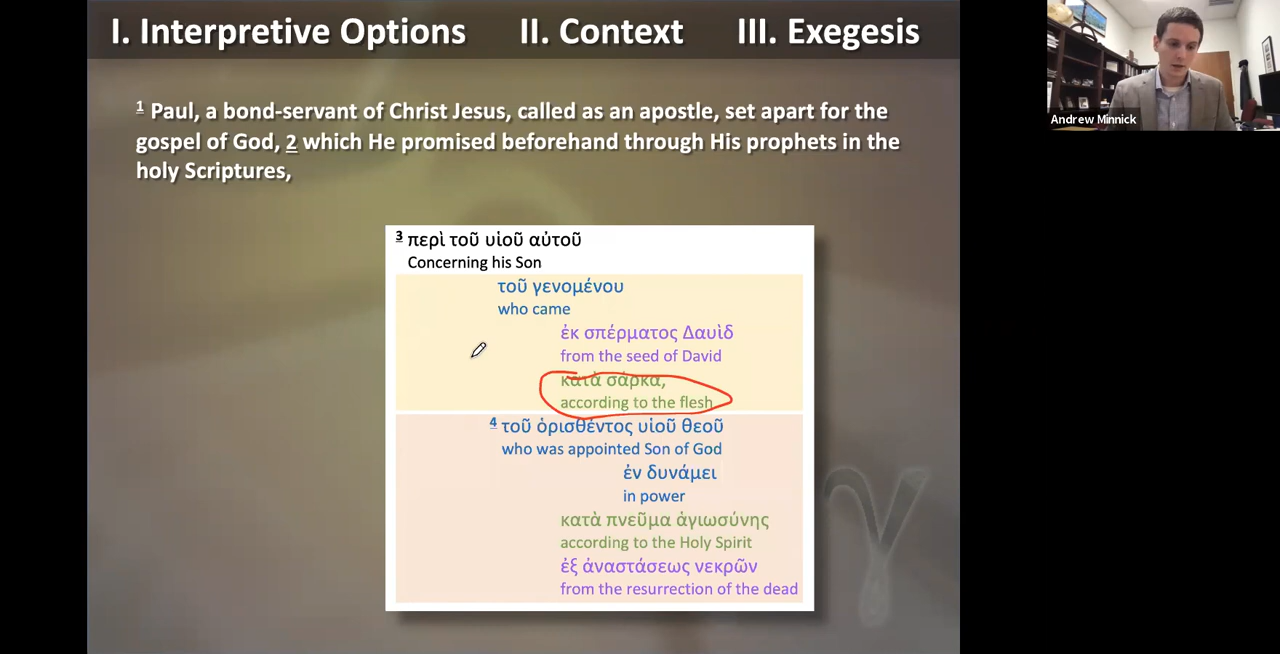 I. Interpretive Options II. Context III. Exegesis
Andrew Minnick
1 Paul, a bond-servant of Christ Jesus, called as an apostle, set apart for the
gospel of God, 2 which He promised beforehand through His prophets in the
holy Scriptures,
3 περὶ τοῦ υἱοῦ αὐτοῦ
Concerning his Son
τοῦ γενομένου
who came
ἐκ σπέρματος Δαυὶδ
from the seed of David
κατὰ σάρκα,
according to the flesh
4 τοῦ ὁρισθέντος υἱοῦ θεοῦ
who was appointed Son of God
ἐν δυνάμει
in power
κατὰ πνεῦμα ἁγιωσύνης
according to the Holy Spirit
ἐξ ἀναστάσεως νεκρῶν
from the resurrection of the dead
γ